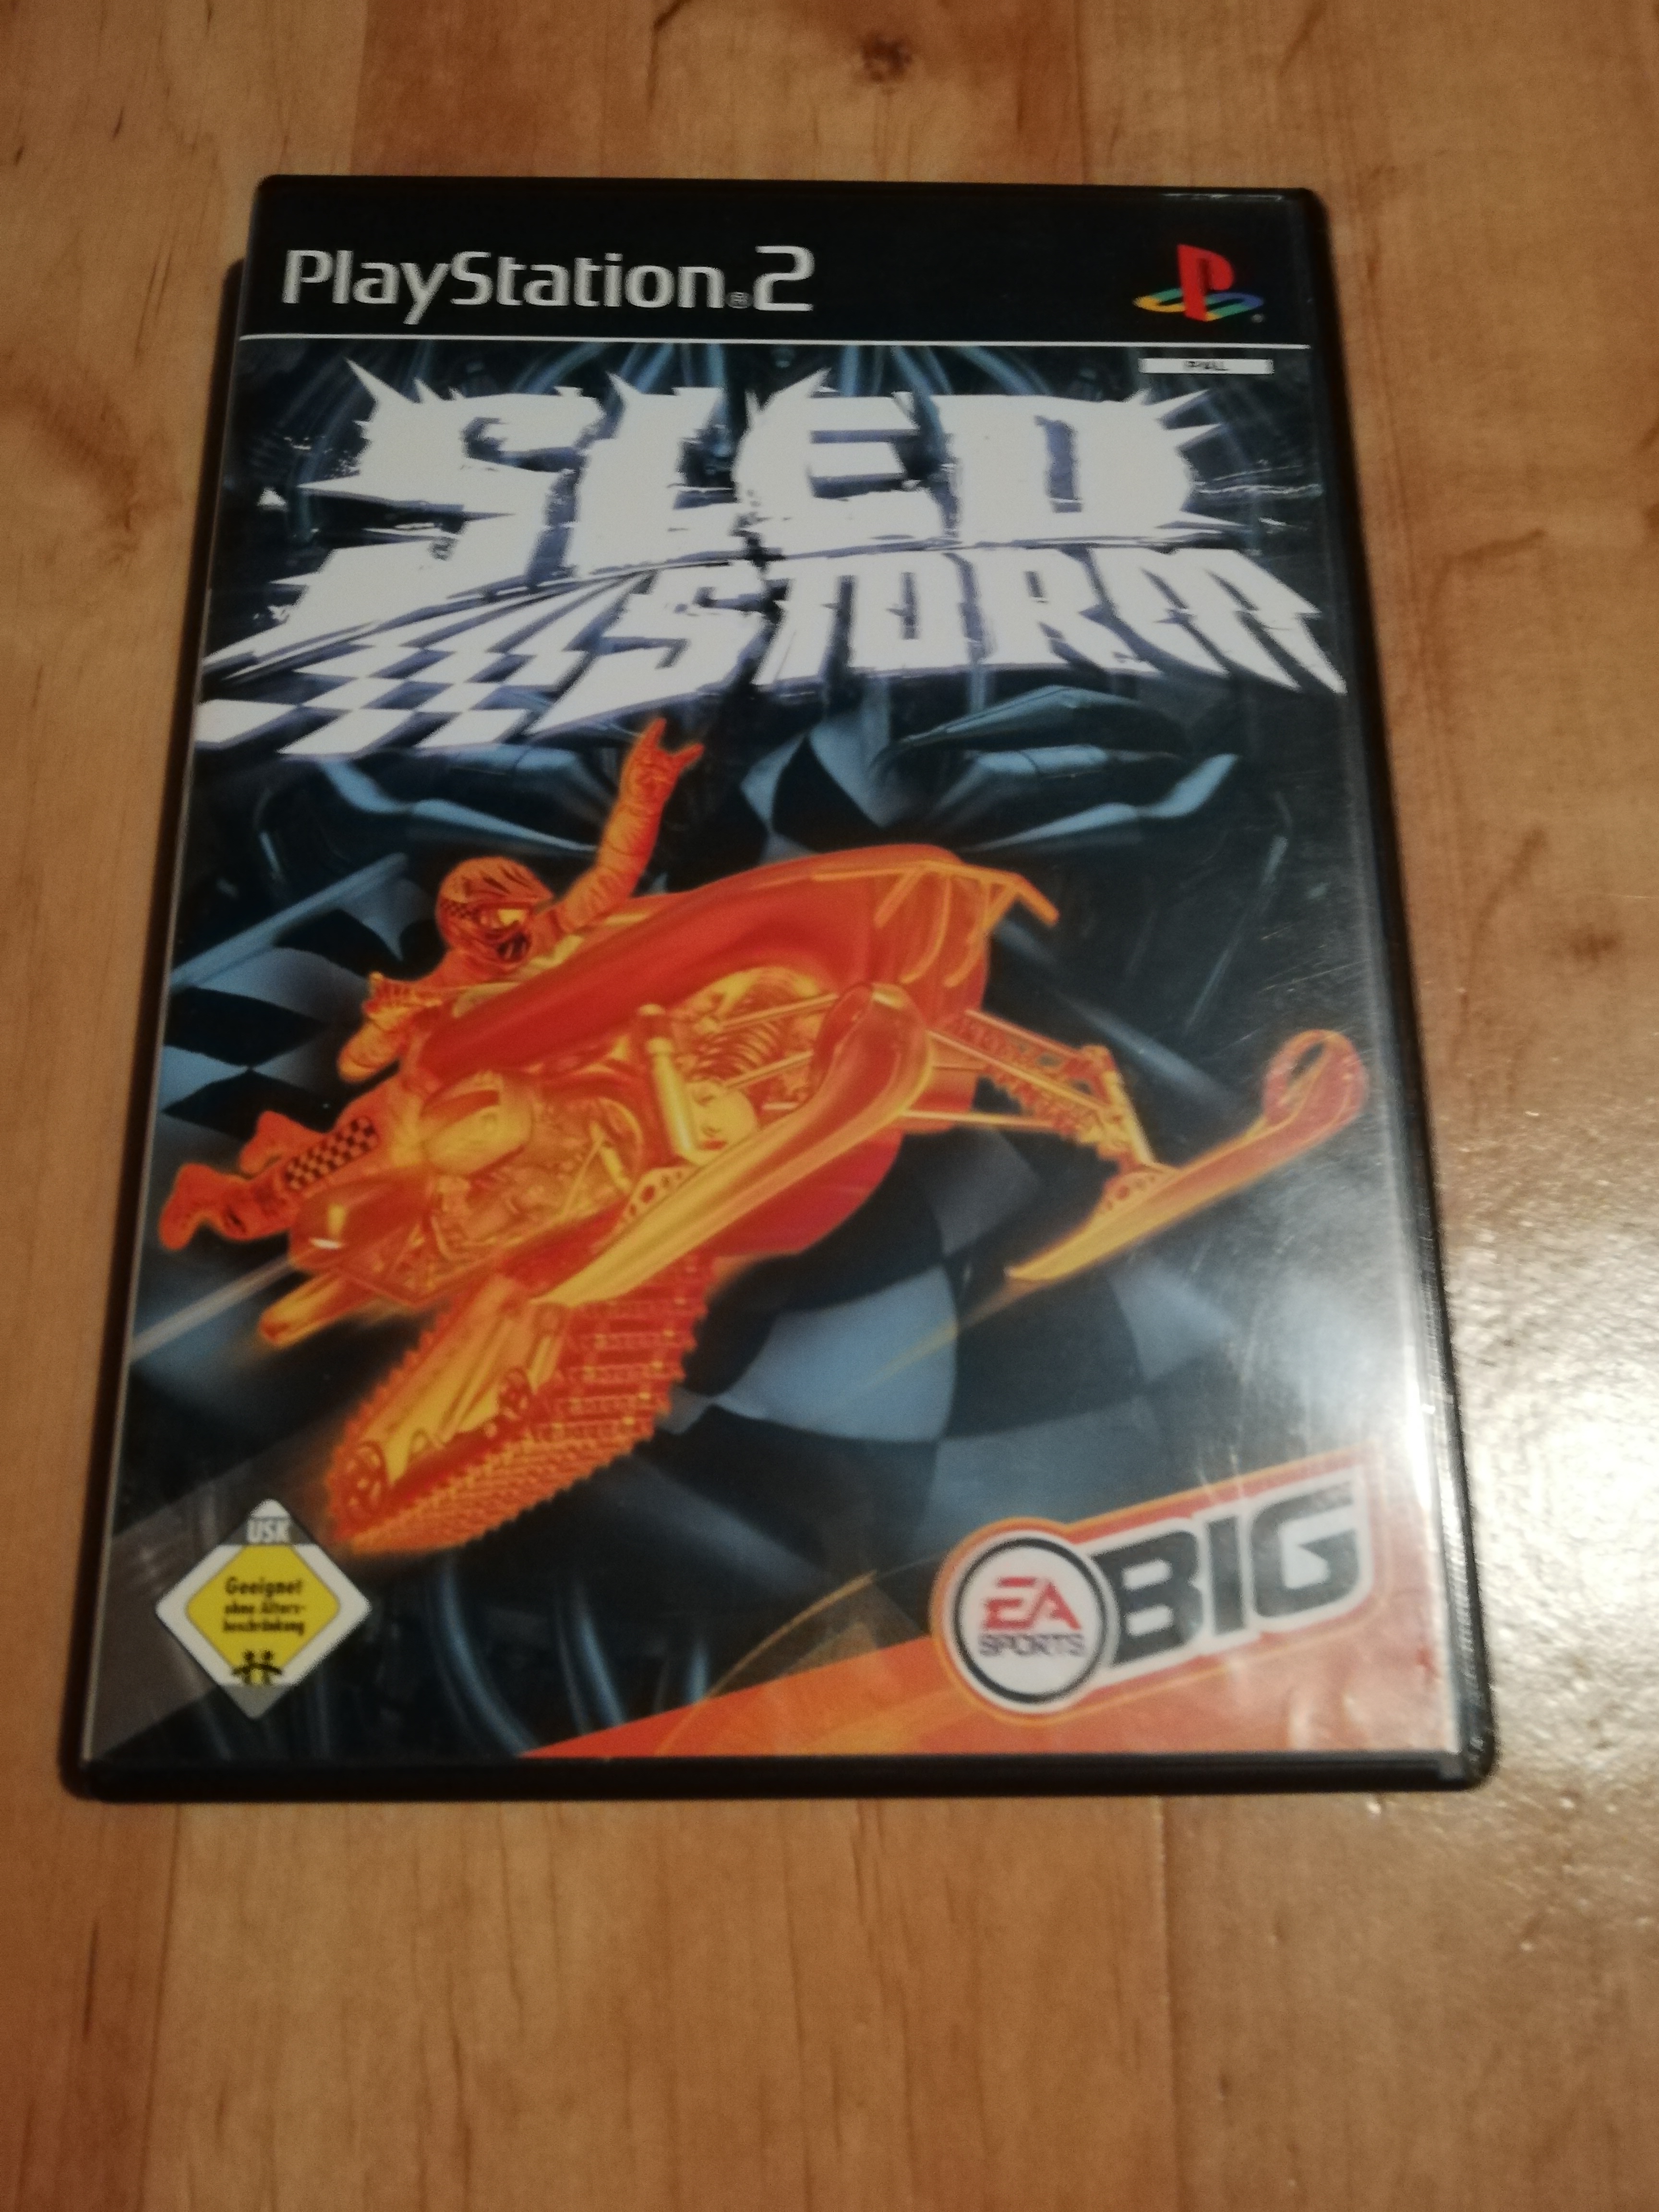 PlayStation®2
PAL
SLED
STORM
USK
Geeignet
ohne Alters-
beschränkung
EA
SPORTS
BIG